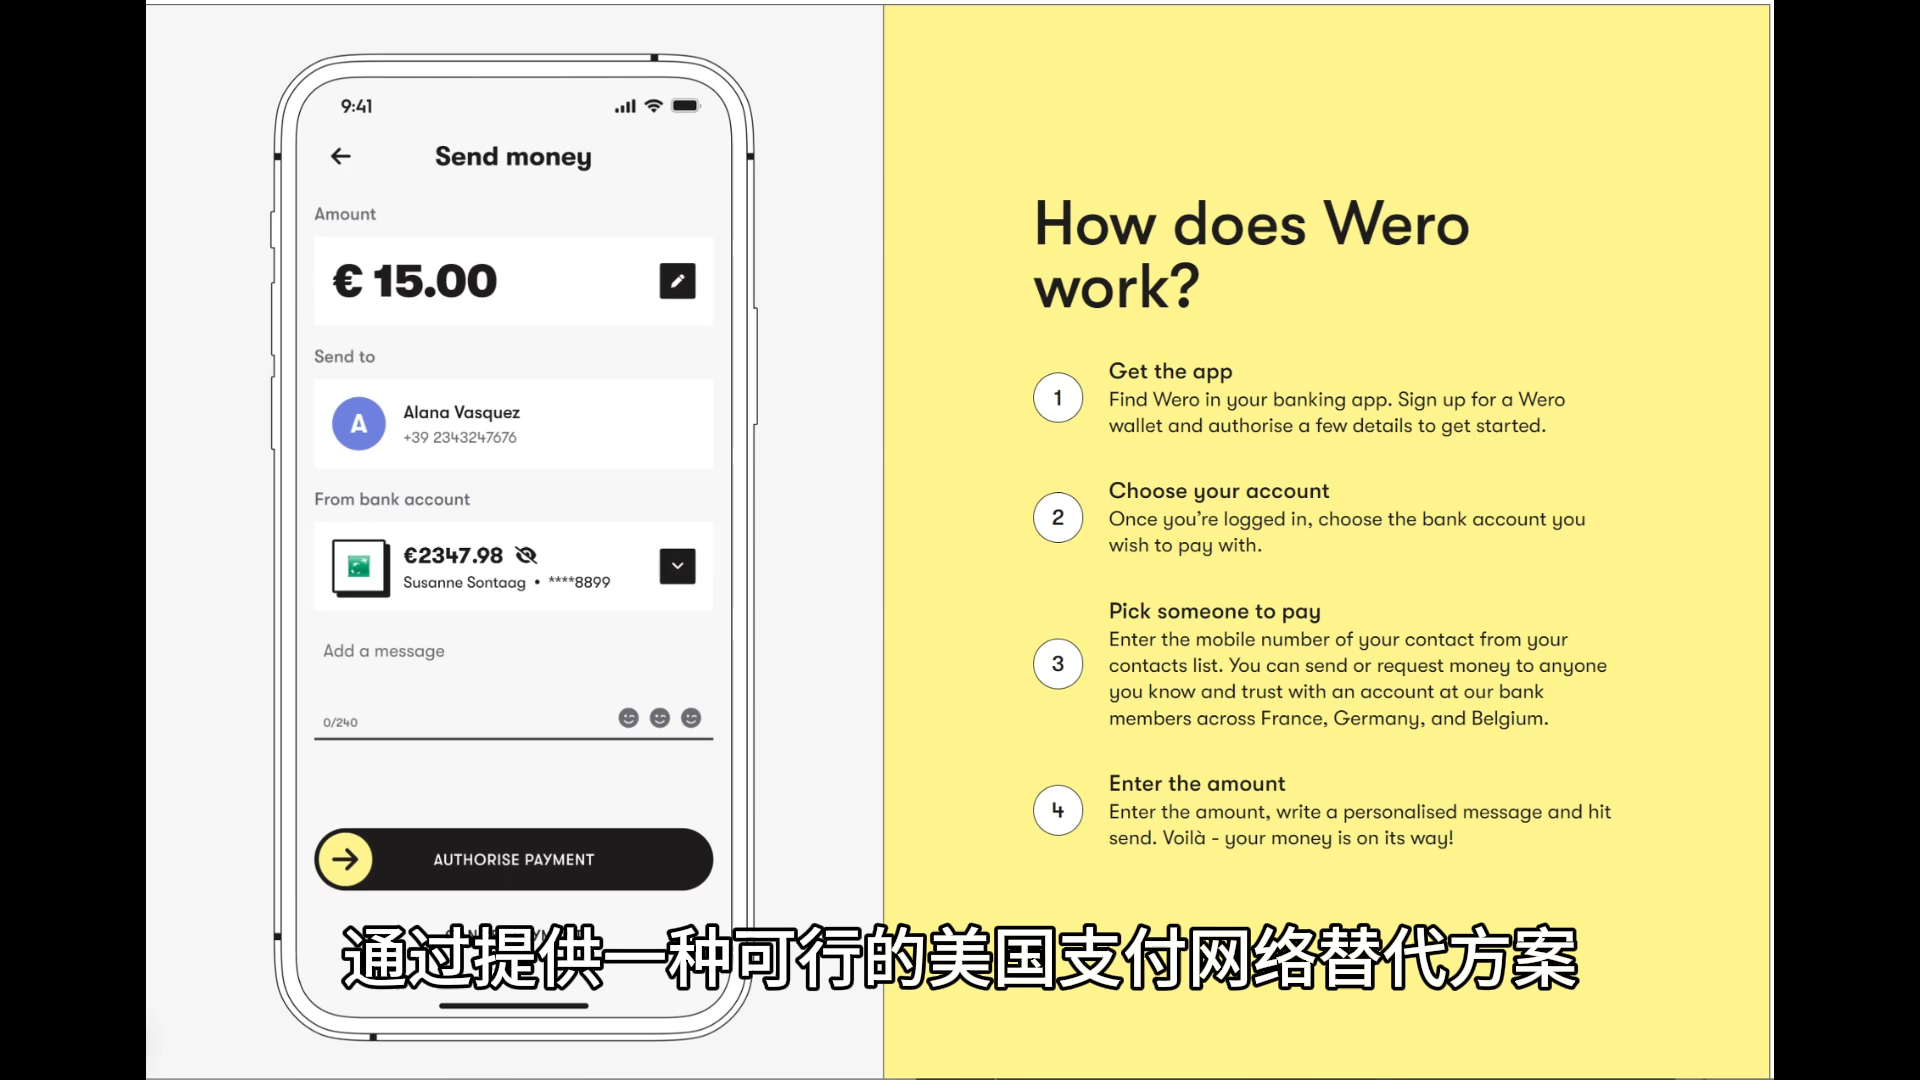 9:41
Send money
Amount
€ 15.00
Send to
A
Alana Vasquez
+39 2343247676
From bank account
€2347.98
Susanne Sontaag • ****8899
Add a message
0/240
AUTHORISE PAYMENT
How does Wero
work?
1
Get the app
Find Wero in your banking app. Sign up for a Wero
wallet and authorise a few details to get started.
2
Choose your account
Once you're logged in, choose the bank account you
wish to pay with.
3
Pick someone to pay
Enter the mobile number of your contact from your
contacts list. You can send or request money to anyone
you know and trust with an account at our bank
members across France, Germany, and Belgium.
4
Enter the amount
Enter the amount, write a personalised message and hit
send. Voilà - your money is on its way!
通过提供一种可行的美国支付网络替代方案